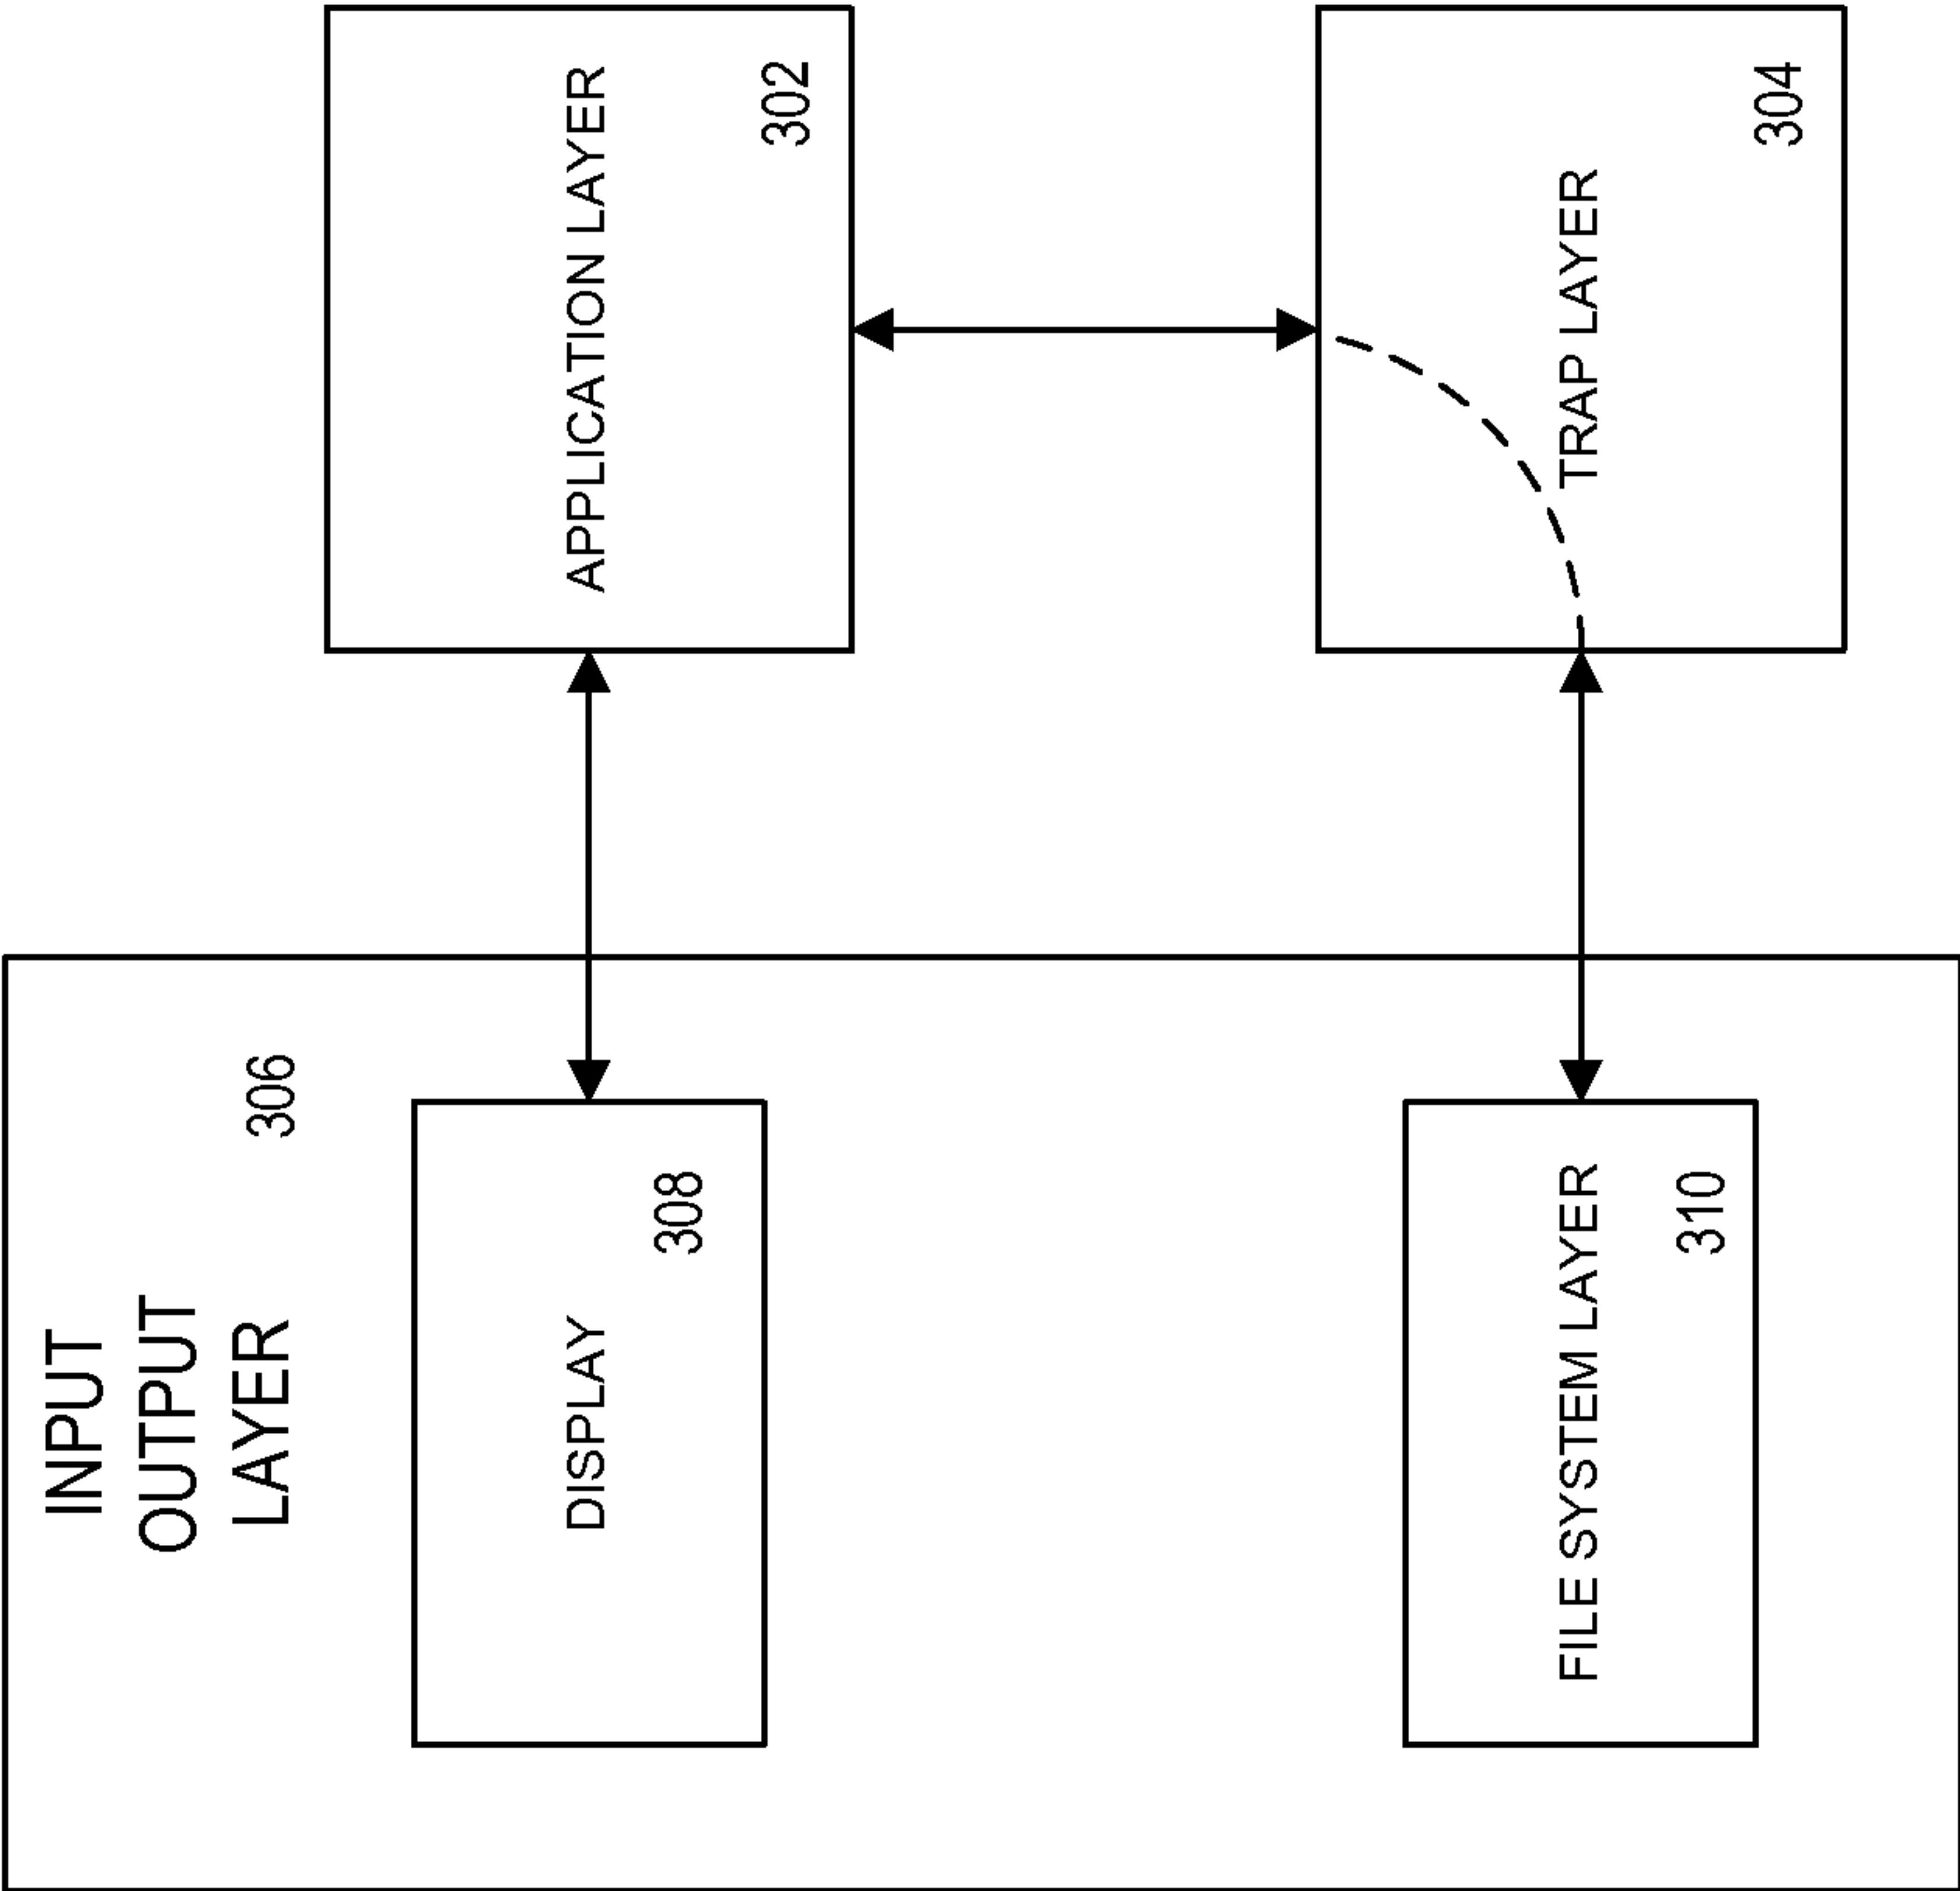 INPUT
OUTPUT
LAYER
306
DISPLAY
308
APPLICATION LAYER
302
FILE SYSTEM LAYER
310
TRAP LAYER
304